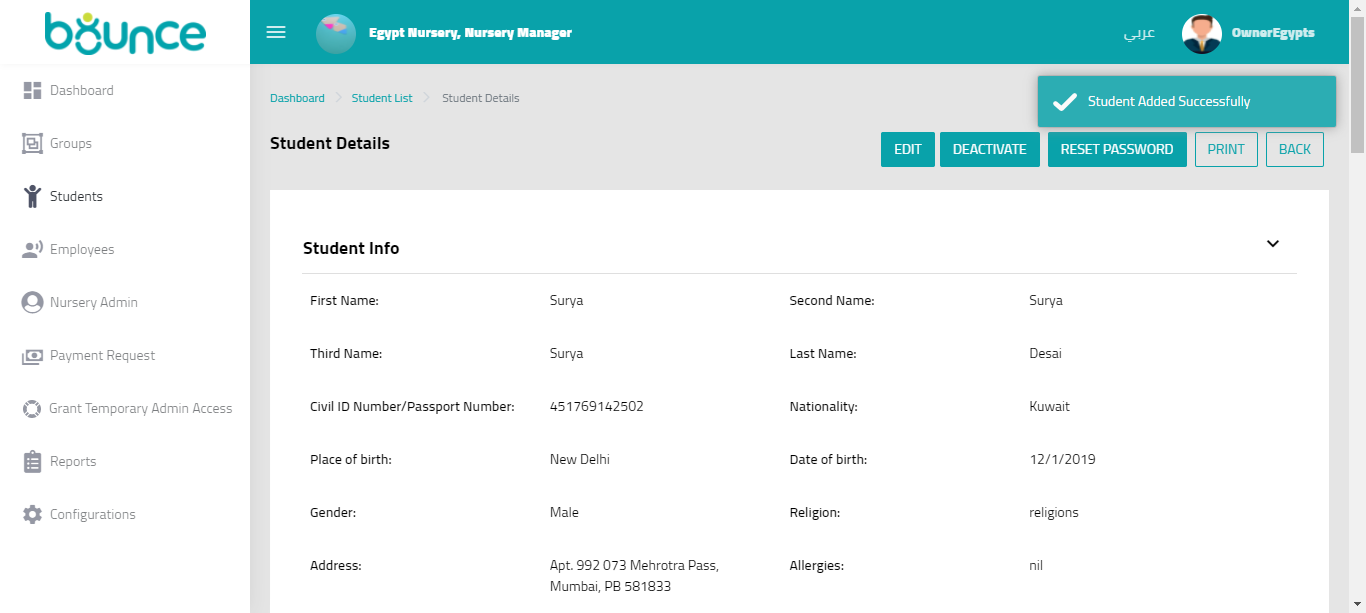 bounce
Egypt Nursery, Nursery Manager
عربي
OwnerEgypts
Dashboard
Groups
Students
Employees
Nursery Admin
Payment Request
Grant Temporary Admin Access
Reports
Configurations
Dashboard > Student List > Student Details
Student Added Successfully
Student Details
EDIT DEACTIVATE RESET PASSWORD PRINT BACK
Student Info
First Name: Surya Second Name: Surya
Third Name: Surya Last Name: Desai
Civil ID Number/Passport Number: 451769142502 Nationality: Kuwait
Place of birth: New Delhi Date of birth: 12/1/2019
Gender: Male Religion: religions
Address: Apt. 992 073 Mehrotra Pass, Allergies: nil
Mumbai, PB 581833